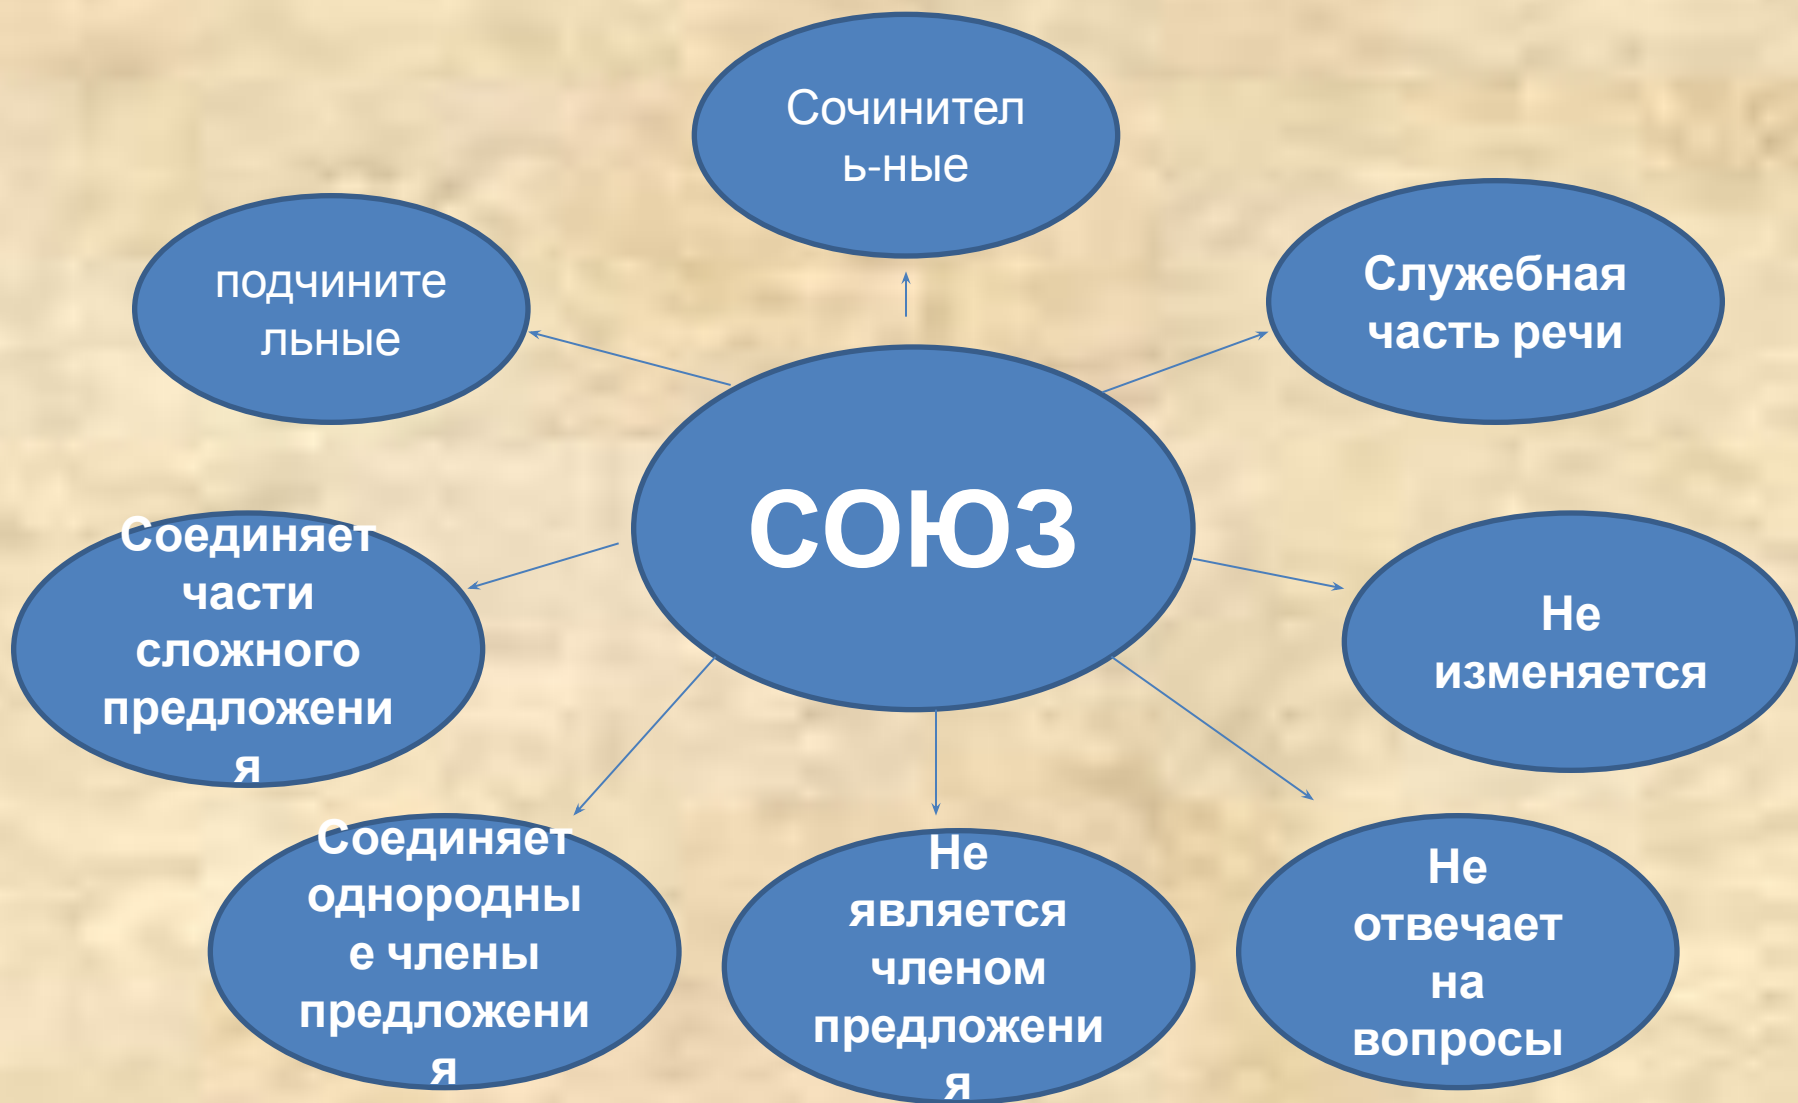 Сочинител
ь-ные
подчините
льные
Служебная
часть речи
СОЮЗ
Соединяет
части
сложного
предложени
я
Не
изменяется
Соединяет
однородны
е члены
предложени
я
Не
является
членом
предложени
я
Не
отвечает
на
вопросы